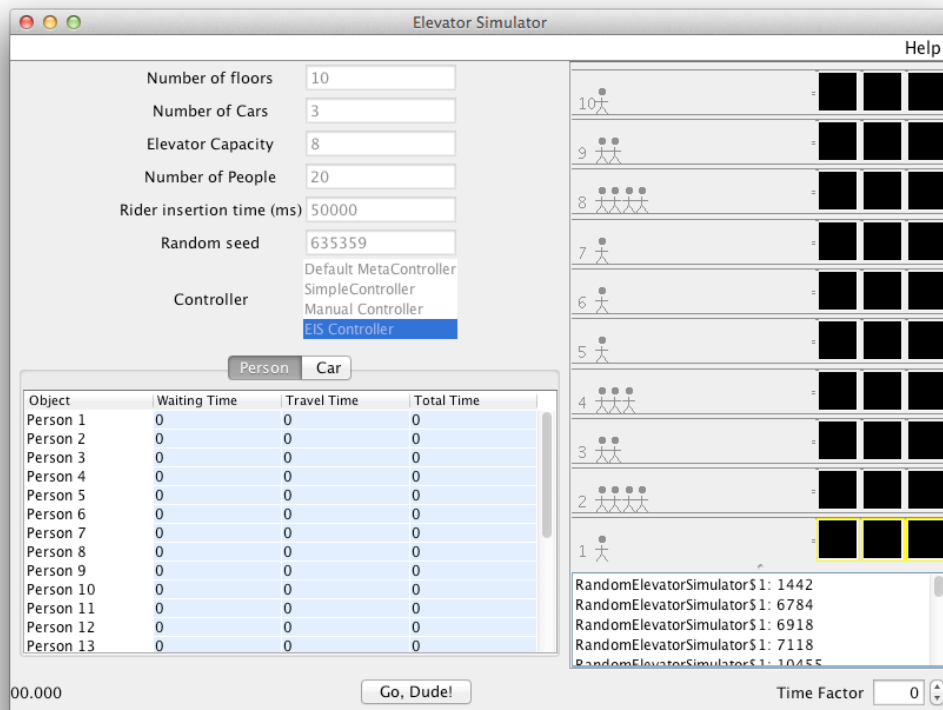 Elevator Simulator
Help
Number of floors 10
Number of Cars 3
Elevator Capacity 8
Number of People 20
Rider insertion time (ms) 50000
Random seed 635359
Controller
Default MetaController
SimpleController
Manual Controller
EIS Controller
Person Car
Object Waiting Time Travel Time Total Time
Person 1 0 0 0
Person 2 0 0 0
Person 3 0 0 0
Person 4 0 0 0
Person 5 0 0 0
Person 6 0 0 0
Person 7 0 0 0
Person 8 0 0 0
Person 9 0 0 0
Person 10 0 0 0
Person 11 0 0 0
Person 12 0 0 0
Person 13 0 0 0
10
9
8
7
6
5
4
3
2
1
RandomElevatorSimulator$1: 1442
RandomElevatorSimulator$1: 6784
RandomElevatorSimulator$1: 6918
RandomElevatorSimulator$1: 7118
RandomElevatorSimulator$1: 10455
00.000
Go, Dude!
Time Factor 0